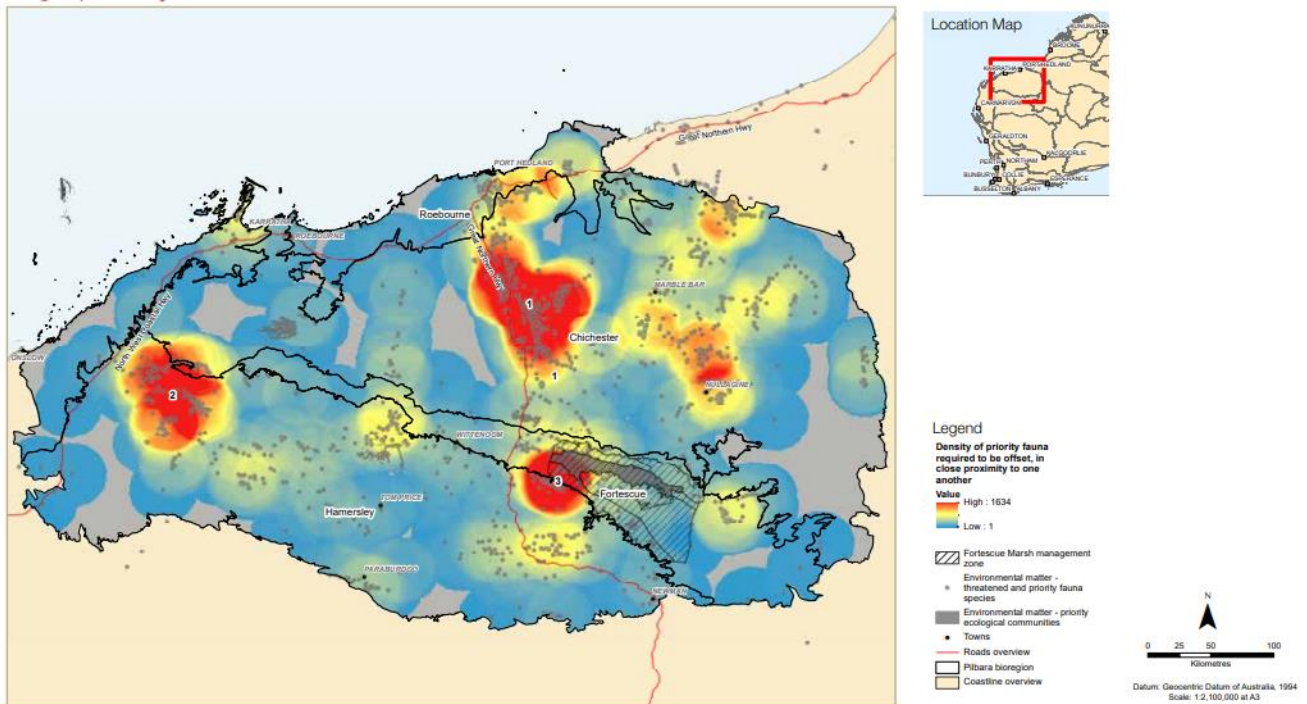 Great Northern Hwy
PORT HEDLAND
Roebourne
KARRATHA
ROEBOURNE
Great Northern Hwy
1
MARBLE BAR
Chichester
North West Coastal Hwy
ONSLOW
1
2
NULLAGINE
WITTENOOM
3
Fortescue
TOM PRICE
Hamersley
PARABURDOO
NEWMAN
Location Map
KUNUNURRA
BROOME
KARRATHA
PORT HEDLAND
CARNARVON
GERALDTON
KALGOORLIE
PERTH
NORTHAM
BUNBURY
COLLIE
ESPERANCE
BUSSELTON
ALBANY
Legend
Density of priority fauna
required to be offset, in
close proximity to one
another
Value
High : 1634
Low : 1
Fortescue Marsh management
zone
Environmental matter -
threatened and priority fauna
species
Environmental matter - priority
ecological communities
Towns
Roads overview
Pilbara bioregion
Coastline overview
N
0 25 50 100
Kilometres
Datum: Geocentric Datum of Australia, 1994
Scale: 1:2,100,000 at A3